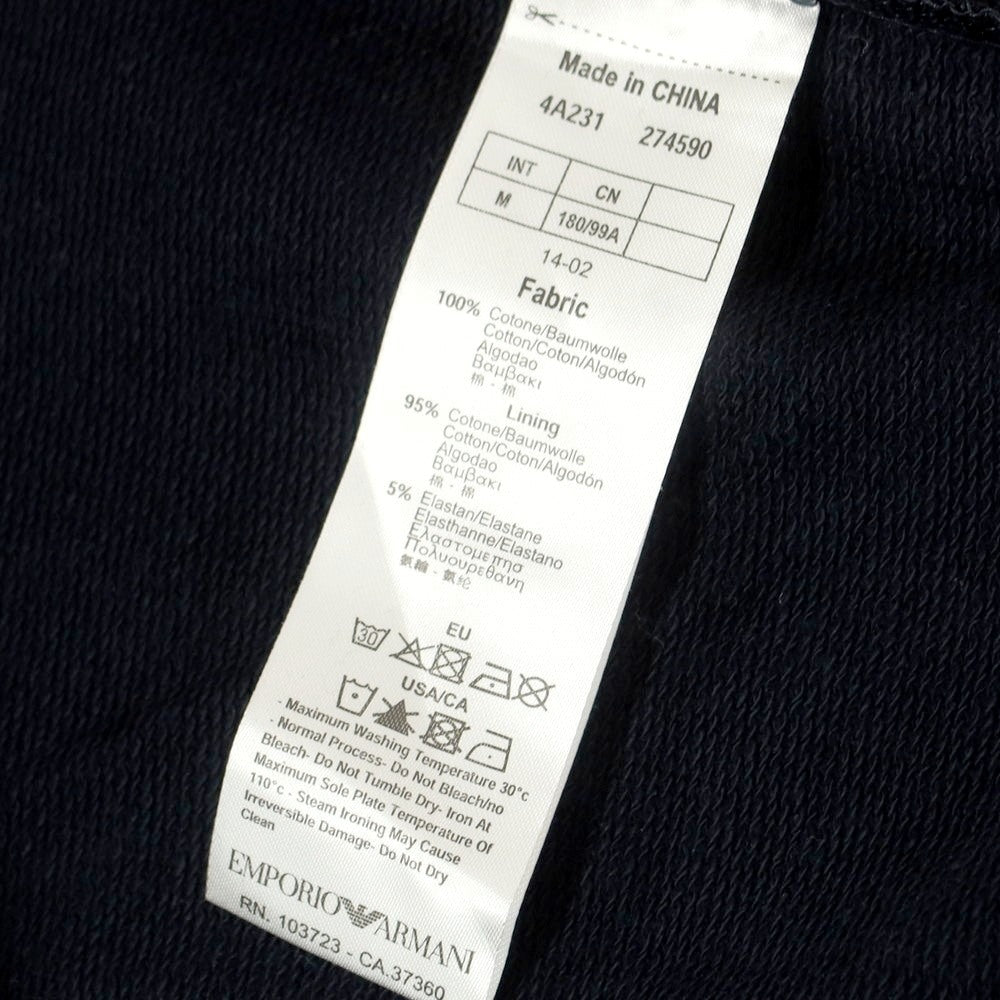 Made in CHINA
4A231 274590
INT CN
M 180/99A
14-02
Fabric
100% Cotone/Baumwolle
Cotton/Coton/Algodón
Algodao
Βαμβακι
棉 - 棉
Lining
95% Cotone/Baumwolle
Cotton/Coton/Algodón
Algodao
Βαμβακι
棉 - 棉
5% Elastan/Elastane
Elasthanne/Elastano
Ελαστομεπησ
Πολυουρεθανη
氨綸 - 氨纶
EU
30
USA/CA
- Maximum Washing Temperature 30°c
- Normal Process- Do Not Bleach/no
Bleach- Do Not Tumble Dry- Iron At
Maximum Sole Plate Temperature Of
110°c - Steam Ironing May Cause
Irreversible Damage- Do Not Dry
Clean
EMPORIO ARMANI
RN. 103723 - CA.37360